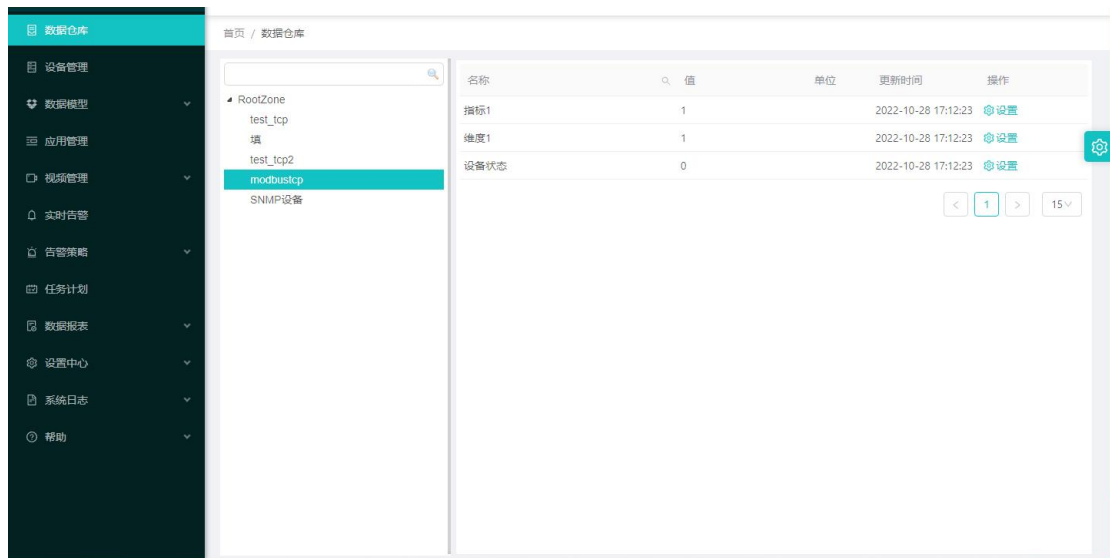 数据仓库
设备管理
数据模型
应用管理
视频管理
实时告警
告警策略
任务计划
数据报表
设置中心
系统日志
帮助
首页 / 数据仓库
RootZone
test_tcp
填
test_tcp2
modbustcp
SNMP设备
名称 值 单位 更新时间 操作
指标1 1 2022-10-28 17:12:23 设置
维度1 1 2022-10-28 17:12:23 设置
设备状态 0 2022-10-28 17:12:23 设置
< 1 > 15